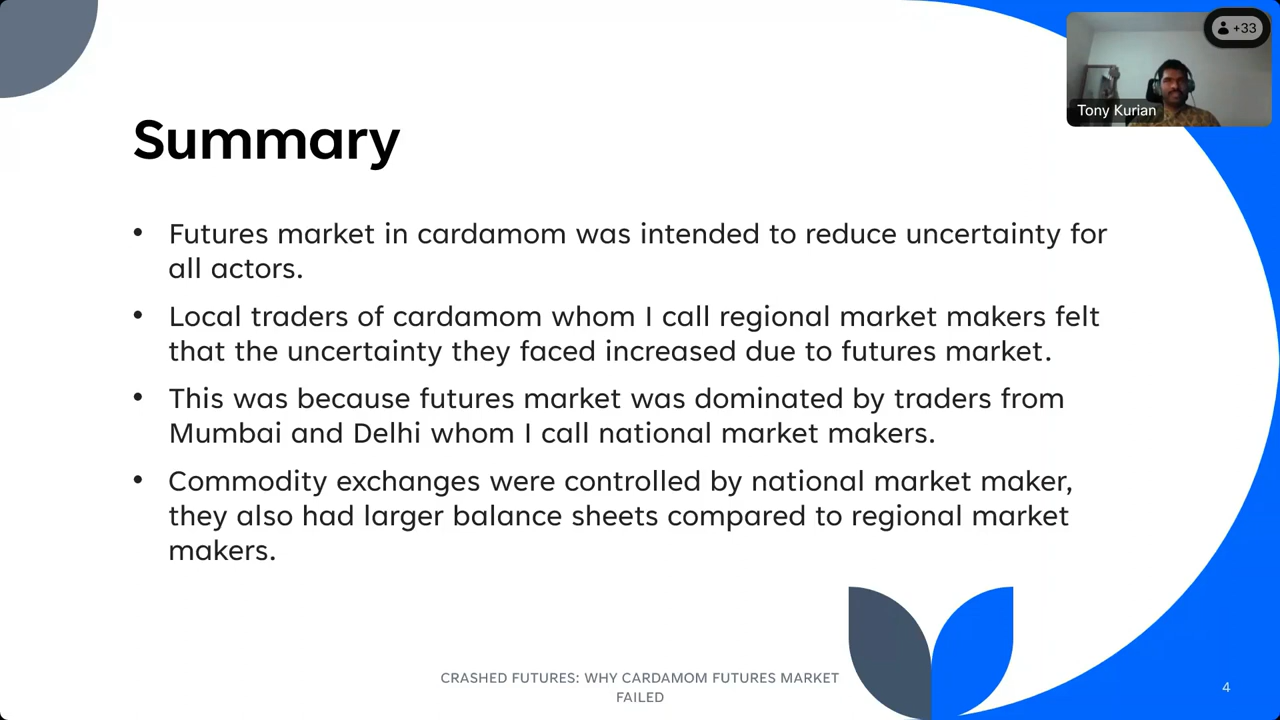 +33
Tony Kurian
Summary
• Futures market in cardamom was intended to reduce uncertainty for
all actors.
• Local traders of cardamom whom I call regional market makers felt
that the uncertainty they faced increased due to futures market.
• This was because futures market was dominated by traders from
Mumbai and Delhi whom I call national market makers.
• Commodity exchanges were controlled by national market maker,
they also had larger balance sheets compared to regional market
makers.
CRASHED FUTURES: WHY CARDAMOM FUTURES MARKET
FAILED
4